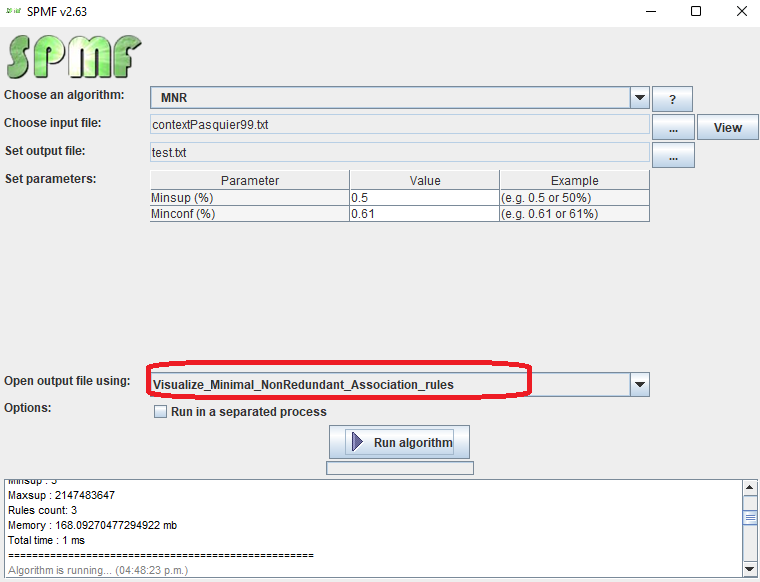 SPMF v2.63
SPMF
Choose an algorithm: MNR ?
Choose input file: contextPasquier99.txt ... View
Set output file: test.txt ...
Set parameters: Parameter Value Example
Minsup (%) 0.5 (e.g. 0.5 or 50%)
Minconf (%) 0.61 (e.g. 0.61 or 61%)
Open output file using: Visualize_Minimal_NonRedundant_Association_rules
Options: Run in a separated process
Run algorithm
Minsup : 3
Maxsup : 2147483647
Rules count: 3
Memory : 168.09270477294922 mb
Total time : 1 ms
===================================================
Algorithm is running... (04:48:23 p.m.)